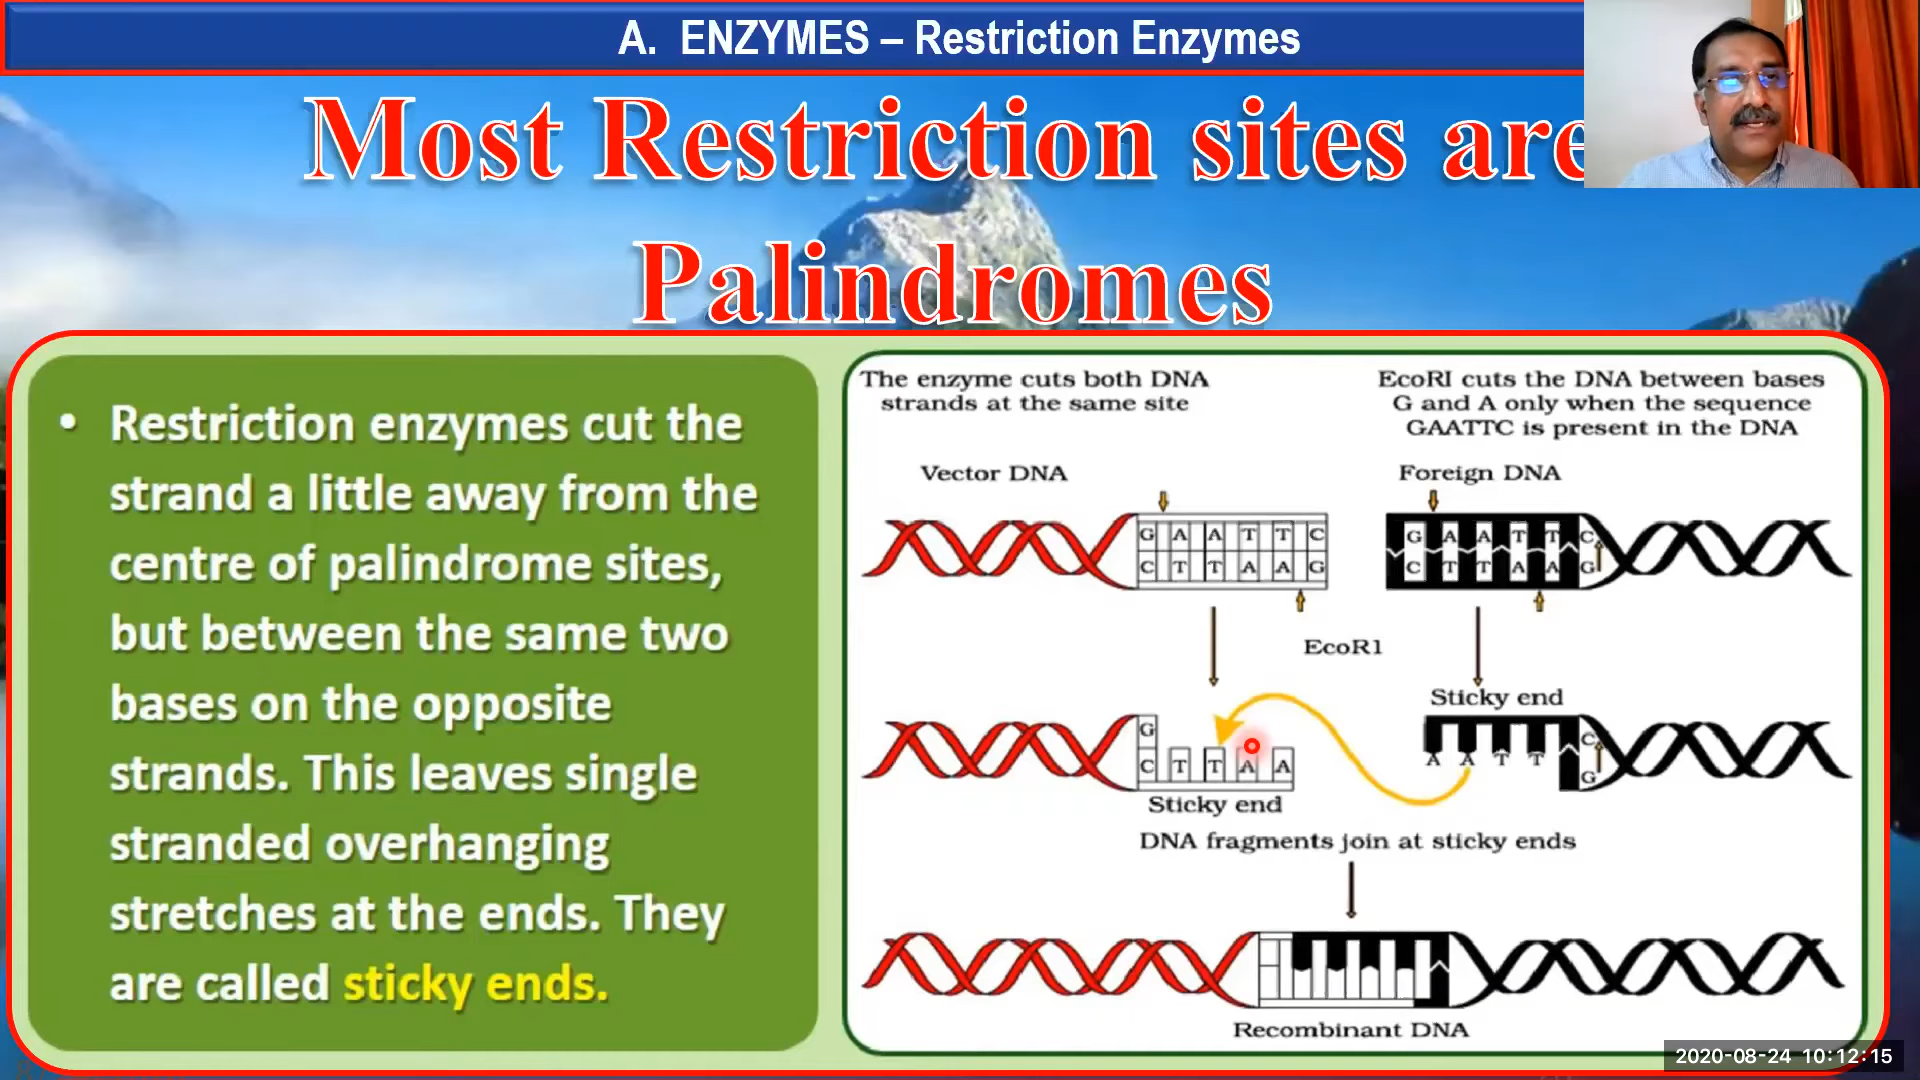 A. ENZYMES – Restriction Enzymes
Most Restriction sites are
Palindromes
• Restriction enzymes cut the
strand a little away from the
centre of palindrome sites,
but between the same two
bases on the opposite
strands. This leaves single
stranded overhanging
stretches at the ends. They
are called sticky ends.
The enzyme cuts both DNA
strands at the same site
EcoRI cuts the DNA between bases
G and A only when the sequence
GAATTC is present in the DNA
Vector DNA
Foreign DNA
G A A T T C
C T T A A G
G A A T T C
C T T A A G
EcoR1
Sticky end
G
C T T A A
C
A A T T
G
Sticky end
DNA fragments join at sticky ends
Recombinant DNA
2020-08-24 10:12:15